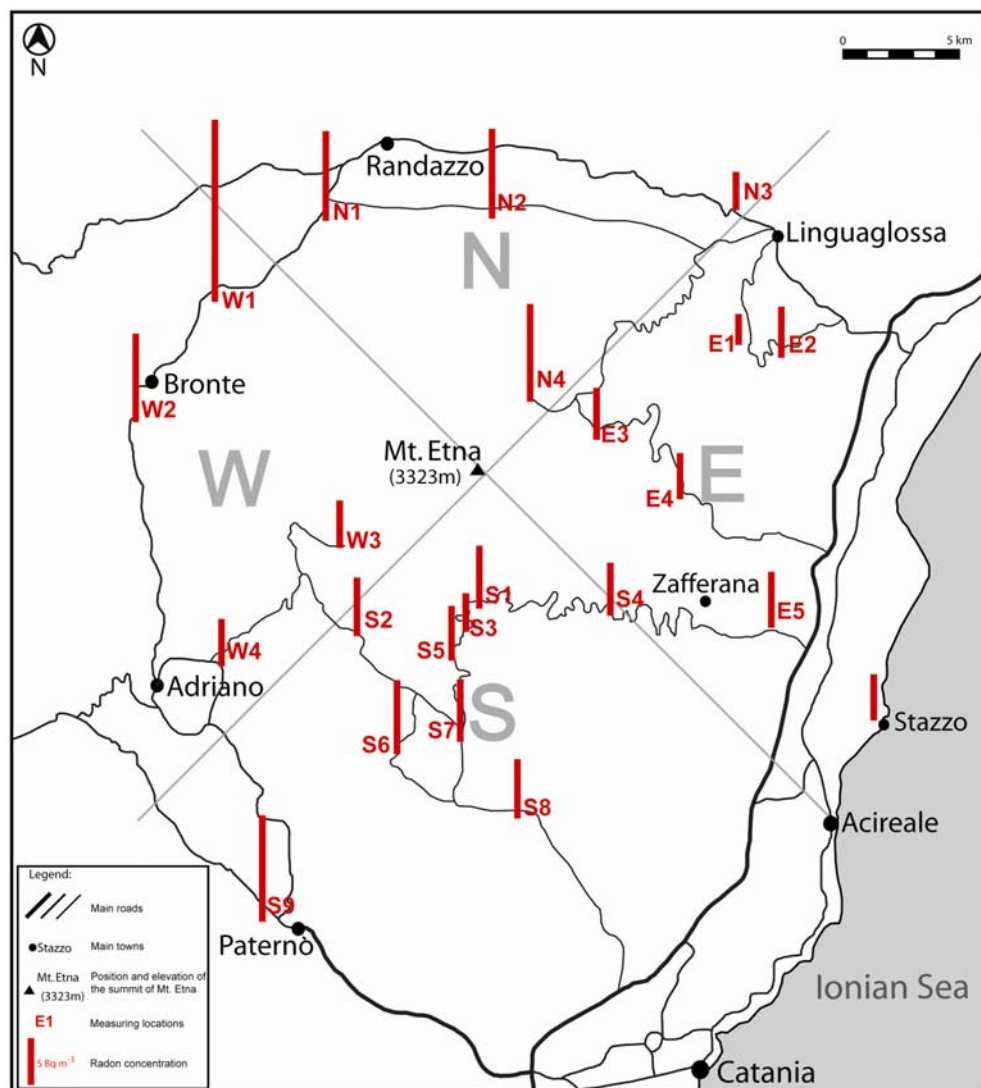 N
0 5 km
Randazzo
N1
N2
N3
Linguaglossa
N
W1
E1
E2
Bronte
W2
N4
E3
Mt. Etna
(3323m)
W
E
E4
W3
S1
S2
S3
S4
Zafferana
E5
S5
W4
Adriano
S
S6
S7
Stazzo
S8
Acireale
S9
Paternò
Ionian Sea
Catania
Legend:
Main roads
Stazzo Main towns
Mt. Etna
(3323m)
Position and elevation of
the summit of Mt. Etna
E1 Measuring locations
5 Bq m⁻³ Radon concentration